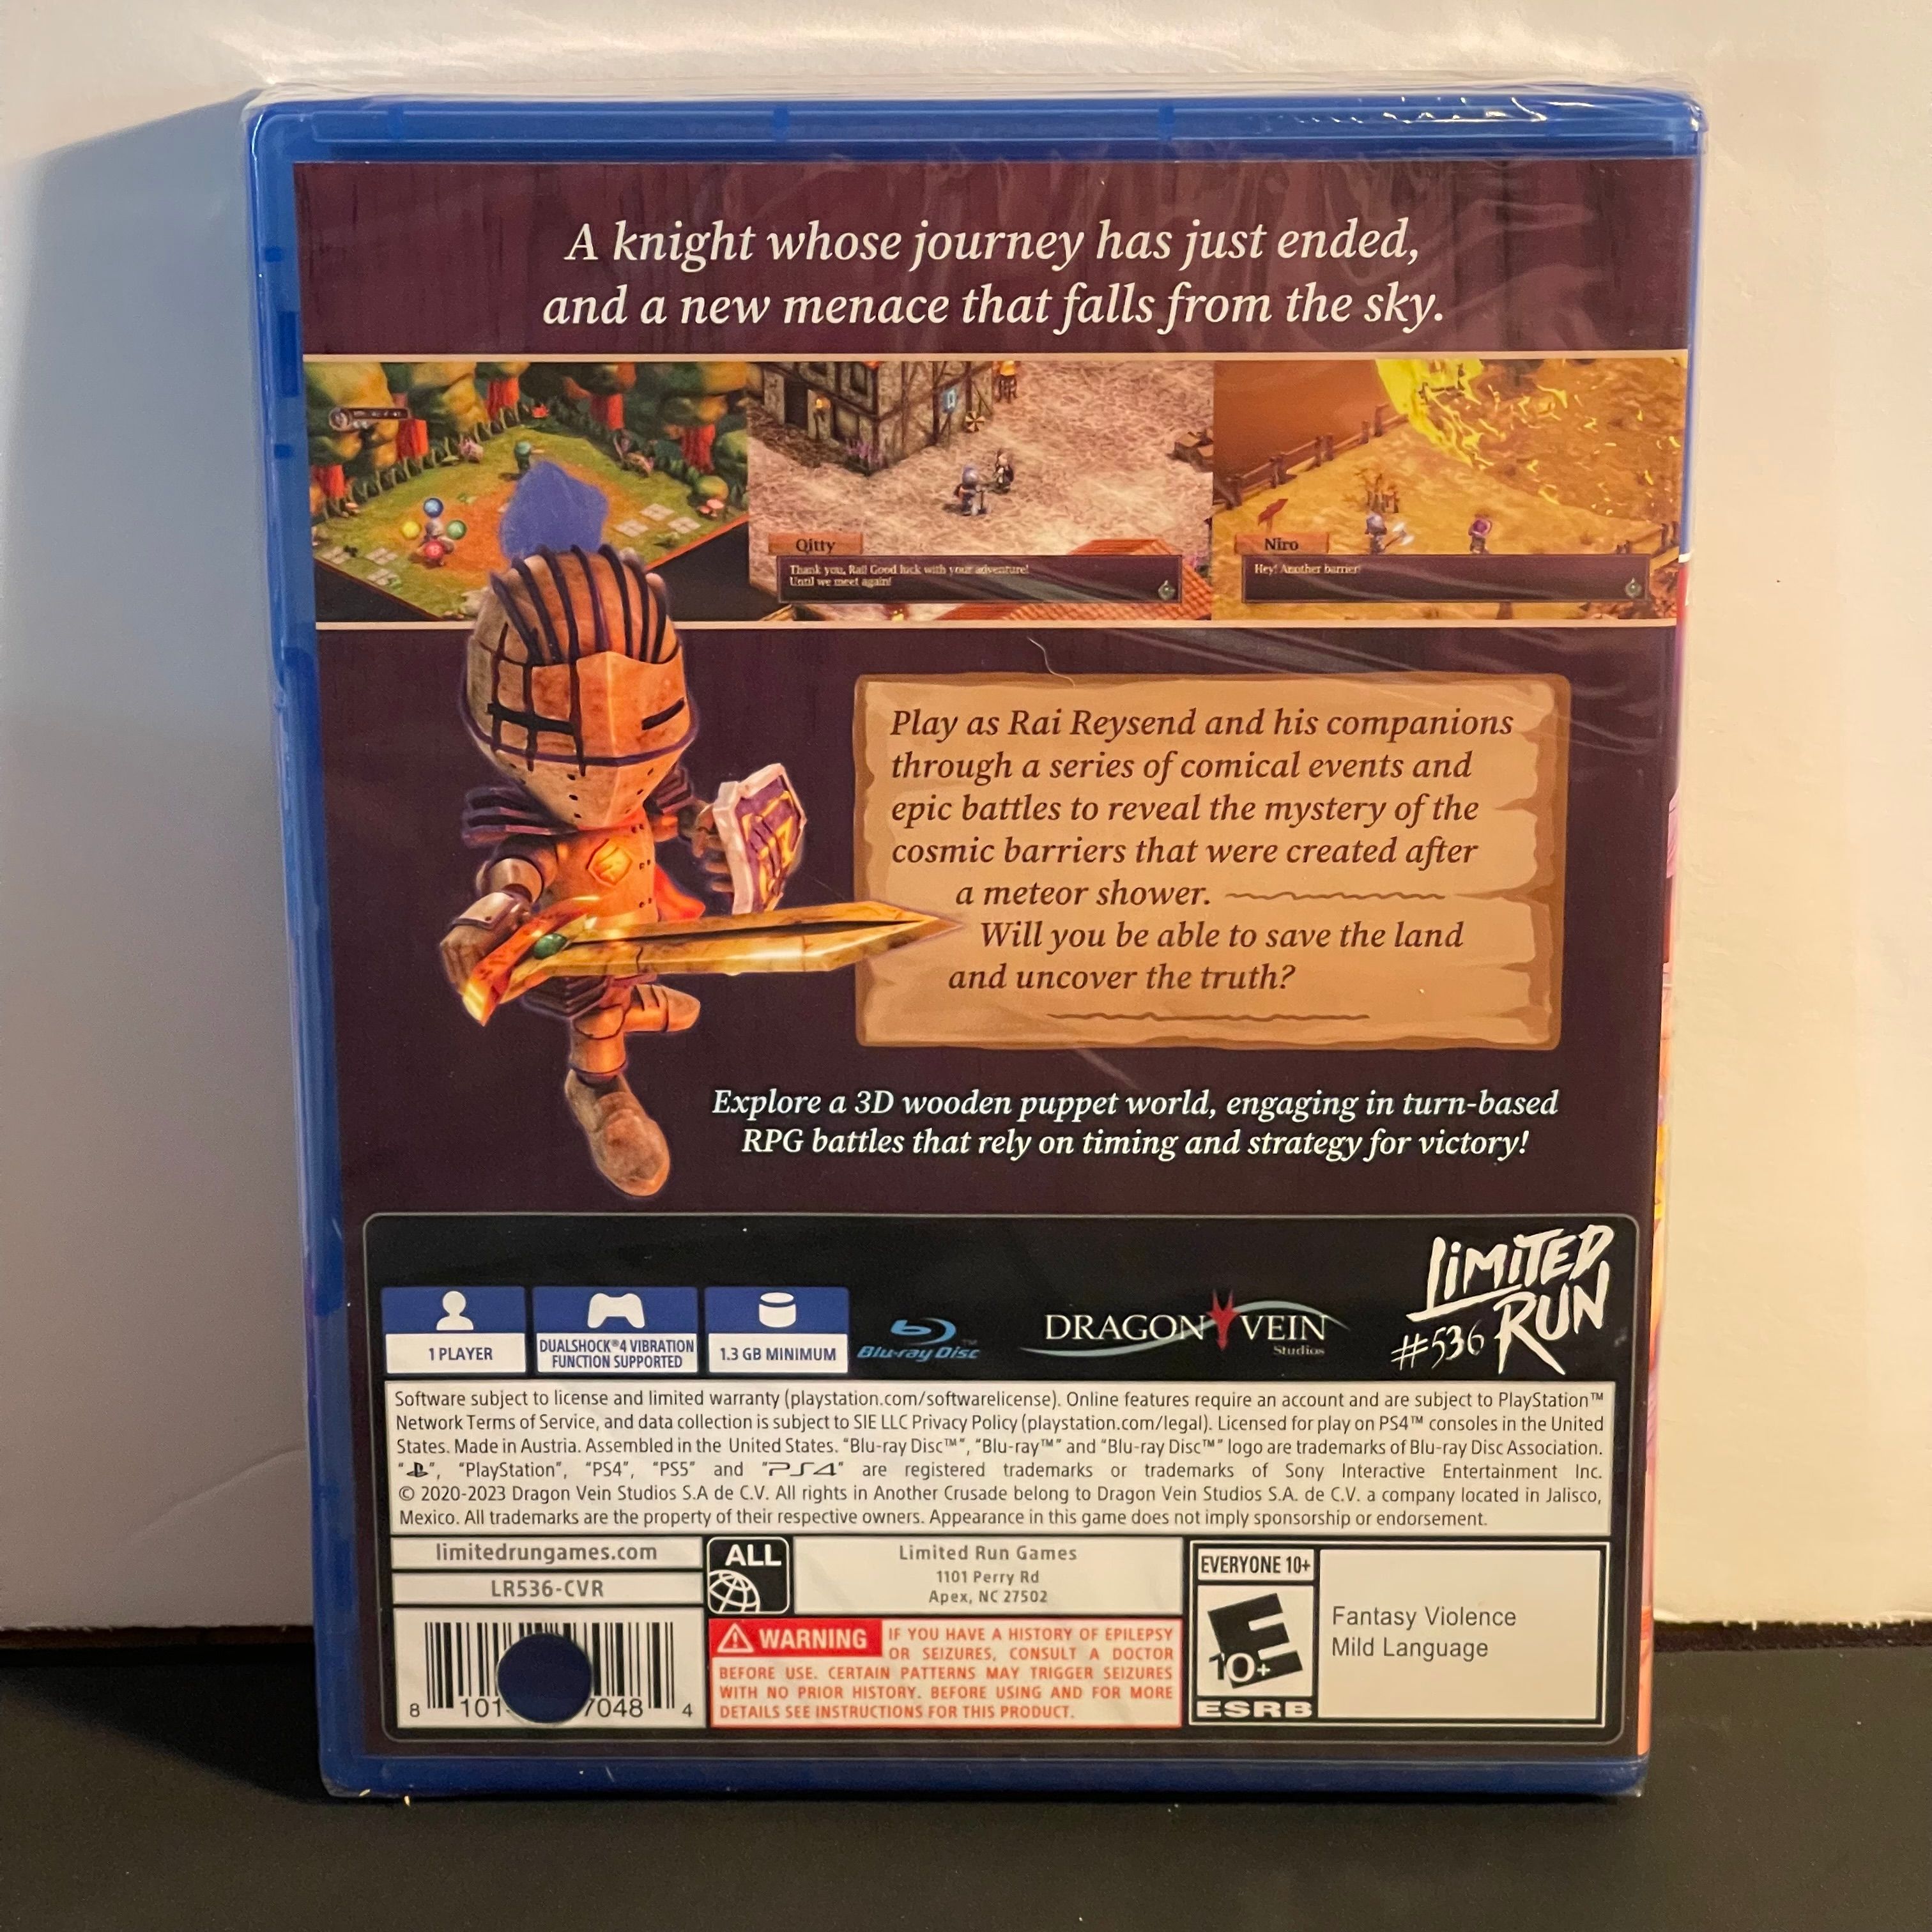 A knight whose journey has just ended,
and a new menace that falls from the sky.
Qitty
Thank you, Rai! Good luck with your adventure!
Until we meet again!
Niro
Hey! Another barrier!
Play as Rai Reysend and his companions
through a series of comical events and
epic battles to reveal the mystery of the
cosmic barriers that were created after
a meteor shower.
Will you be able to save the land
and uncover the truth?
Explore a 3D wooden puppet world, engaging in turn-based
RPG battles that rely on timing and strategy for victory!
LIMITED
RUN
#536
1 PLAYER
DUALSHOCK®4 VIBRATION
FUNCTION SUPPORTED
1.3 GB MINIMUM
Blu-ray Disc™
DRAGON VEIN
Studios
Software subject to license and limited warranty (playstation.com/softwarelicense). Online features require an account and are subject to PlayStation™
Network Terms of Service, and data collection is subject to SIE LLC Privacy Policy (playstation.com/legal). Licensed for play on PS4™ consoles in the United
States. Made in Austria. Assembled in the United States. “Blu-ray Disc™”, “Blu-ray™” and “Blu-ray Disc™” logo are trademarks of Blu-ray Disc Association.
“ ”, “PlayStation”, “PS4”, “PS5” and “PS4” are registered trademarks or trademarks of Sony Interactive Entertainment Inc.
© 2020-2023 Dragon Vein Studios S.A de C.V. All rights in Another Crusade belong to Dragon Vein Studios S.A. de C.V. a company located in Jalisco,
Mexico. All trademarks are the property of their respective owners. Appearance in this game does not imply sponsorship or endorsement.
limitedrungames.com
LR536-CVR
ALL
Limited Run Games
1101 Perry Rd
Apex, NC 27502
8 101 7048 4
WARNING IF YOU HAVE A HISTORY OF EPILEPSY
OR SEIZURES, CONSULT A DOCTOR
BEFORE USE. CERTAIN PATTERNS MAY TRIGGER SEIZURES
WITH NO PRIOR HISTORY. BEFORE USING AND FOR MORE
DETAILS SEE INSTRUCTIONS FOR THIS PRODUCT.
EVERYONE 10+
E
10+
ESRB
Fantasy Violence
Mild Language